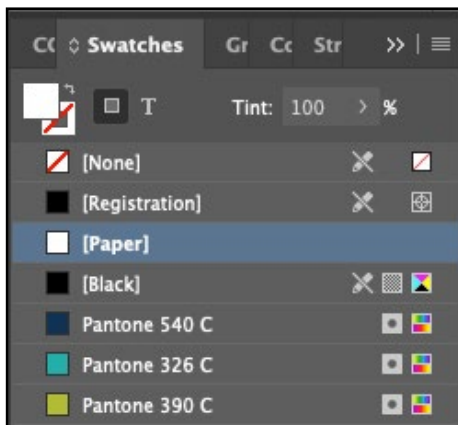 CC Swatches Gr Cc Str
T Tint: 100 %
[None]
[Registration]
[Paper]
[Black]
Pantone 540 C
Pantone 326 C
Pantone 390 C